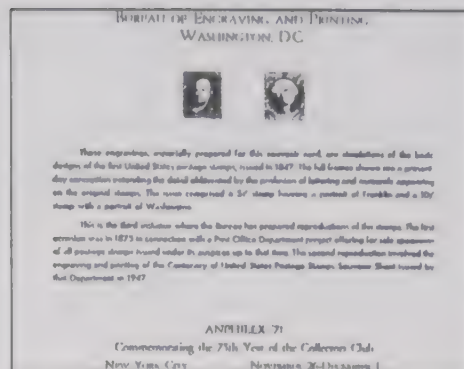 BUREAU OF ENGRAVING AND PRINTING
WASHINGTON, DC
These engravings, especially prepared for this souvenir card, are simulations of the basic
designs of the first United States postage stamps, issued in 1847. The full frames shown are a present-
day conception extending the detail obliterated by the profusion of lettering and numerals appearing
on the original stamps. The issue comprised a 5¢ stamp bearing a portrait of Franklin and a 10¢
stamp with a portrait of Washington.
This is the third instance where the Bureau has prepared reproductions of this stamps. The first
occasion was in 1875 in connection with a Post Office Department project offering for sale specimens
of all postage stamps issued under its auspices up to that time. The second reproduction involved the
engraving and printing of the Centenary of United States Postage Stamps Souvenir Sheet issued by
that Department in 1947.
ANPHILEX '71
Commemorating the 75th Year of the Collectors Club
New York City November 26-December 1